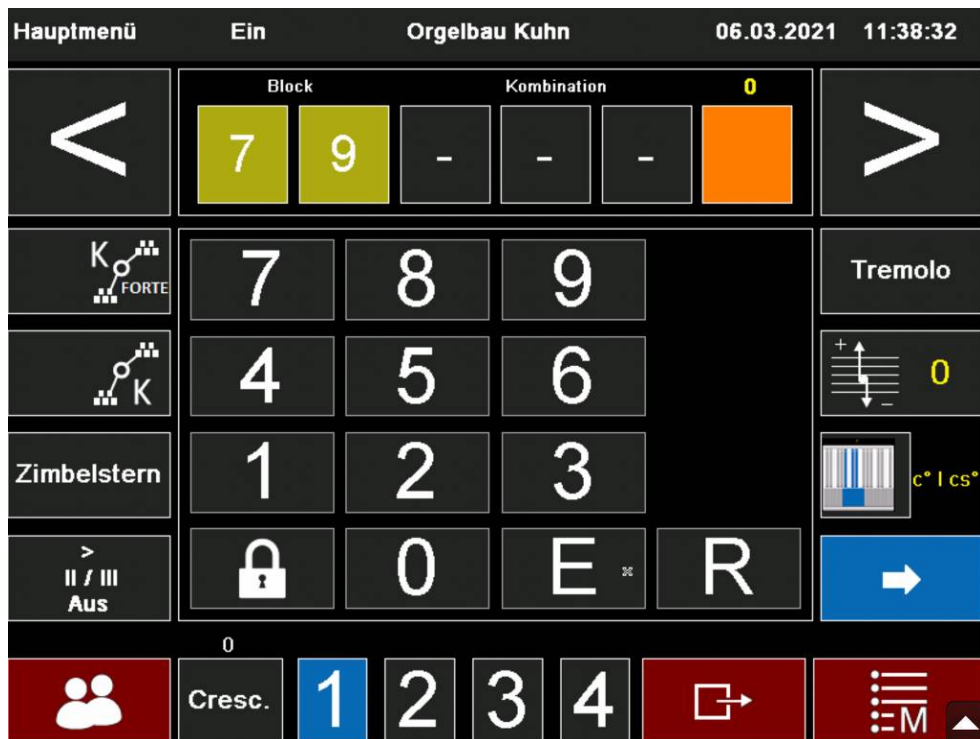 Hauptmenü Ein Orgelbau Kuhn 06.03.2021 11:38:32
Block Kombination 0
< 7 9 - - - >
K FORTE
7 8 9
Tremolo
K
4 5 6
+ - 0
Zimbelstern
1 2 3
c° I cs°
>
II / III
Aus
0 E R
0
Cresc. 1 2 3 4
M